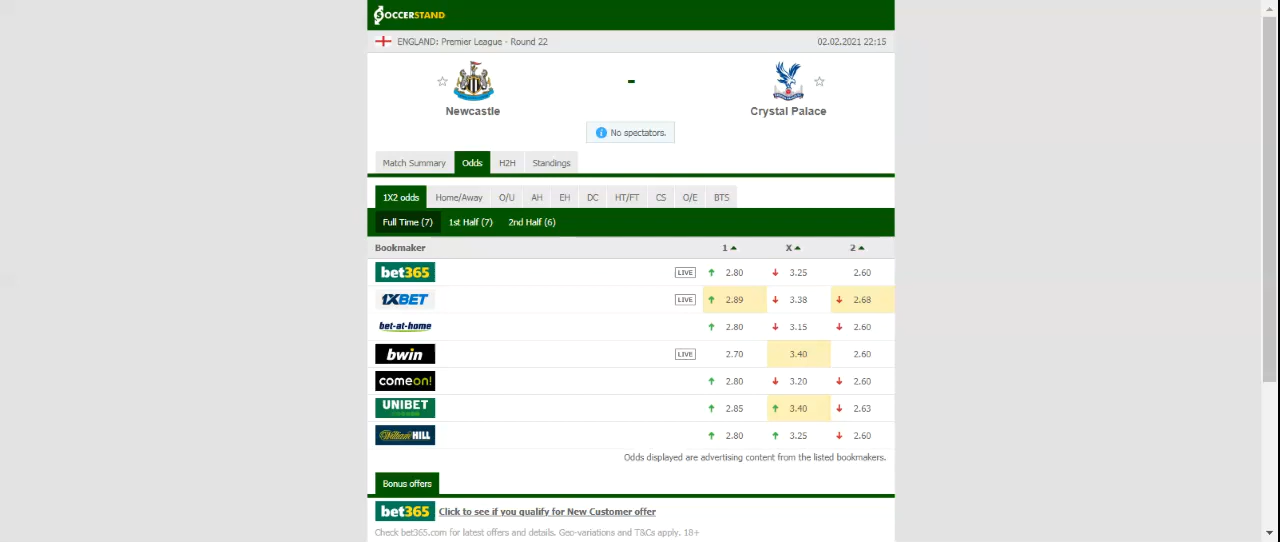 SOCCERSTAND
ENGLAND: Premier League - Round 22 02.02.2021 22:15
-
Newcastle Crystal Palace
No spectators.
Match Summary Odds H2H Standings
1X2 odds Home/Away O/U AH EH DC HT/FT CS O/E BTS
Full Time (7) 1st Half (7) 2nd Half (6)
Bookmaker 1 X 2
bet365 LIVE 2.80 3.25 2.60
1XBET LIVE 2.89 3.38 2.68
bet-at-home 2.80 3.15 2.60
bwin LIVE 2.70 3.40 2.60
comeon! 2.80 3.20 2.60
UNIBET 2.85 3.40 2.63
William HILL 2.80 3.25 2.60
Odds displayed are advertising content from the listed bookmakers.
Bonus offers
bet365 Click to see if you qualify for New Customer offer
Check bet365.com for latest offers and details. Geo-variations and T&Cs apply. 18+